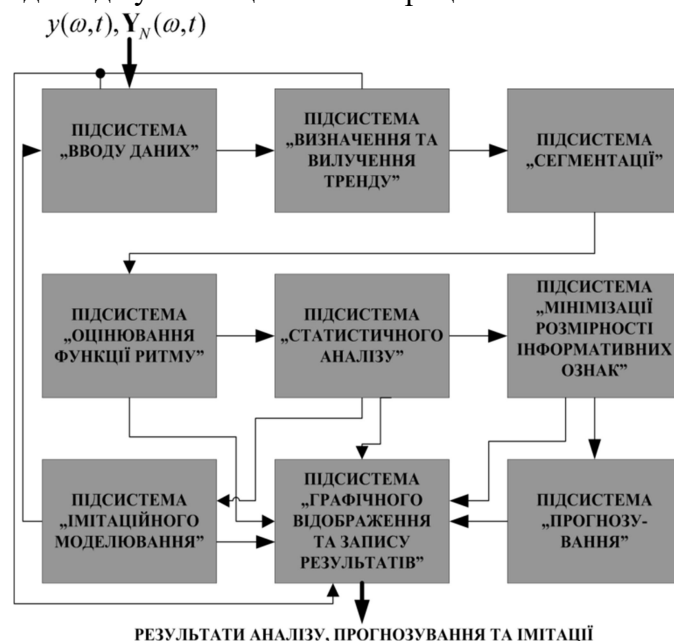 y(ω,t), Y_N(ω,t)
ПІДСИСТЕМА
„ВВОДУ ДАНИХ”
ПІДСИСТЕМА
„ВИЗНАЧЕННЯ ТА
ВИЛУЧЕННЯ
ТРЕНДУ”
ПІДСИСТЕМА
„СЕГМЕНТАЦІЇ”
ПІДСИСТЕМА
„ОЦІНЮВАННЯ
ФУНКЦІЇ РИТМУ”
ПІДСИСТЕМА
„СТАТИСТИЧНОГО
АНАЛІЗУ”
ПІДСИСТЕМА
„МІНІМІЗАЦІЇ
РОЗМІРНОСТІ
ІНФОРМАТИВНИХ
ОЗНАК”
ПІДСИСТЕМА
„ІМІТАЦІЙНОГО
МОДЕЛЮВАННЯ”
ПІДСИСТЕМА
„ГРАФІЧНОГО
ВІДОБРАЖЕННЯ
ТА ЗАПИСУ
РЕЗУЛЬТАТІВ”
ПІДСИСТЕМА
„ПРОГНОЗУ-
ВАННЯ”
РЕЗУЛЬТАТИ АНАЛІЗУ, ПРОГНОЗУВАННЯ ТА ІМІТАЦІЇ